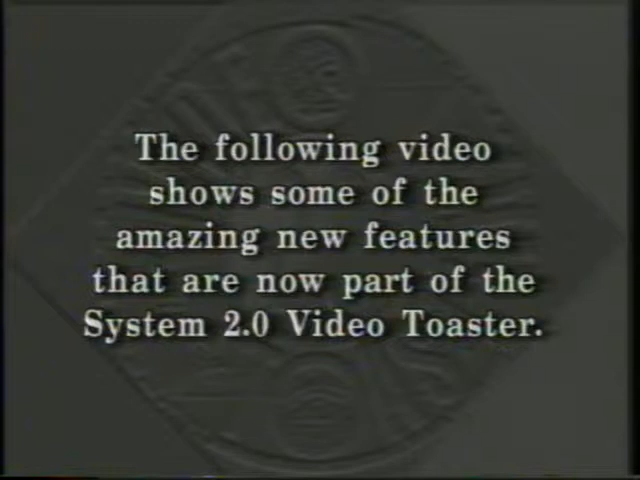 The following video
shows some of the
amazing new features
that are now part of the
System 2.0 Video Toaster.